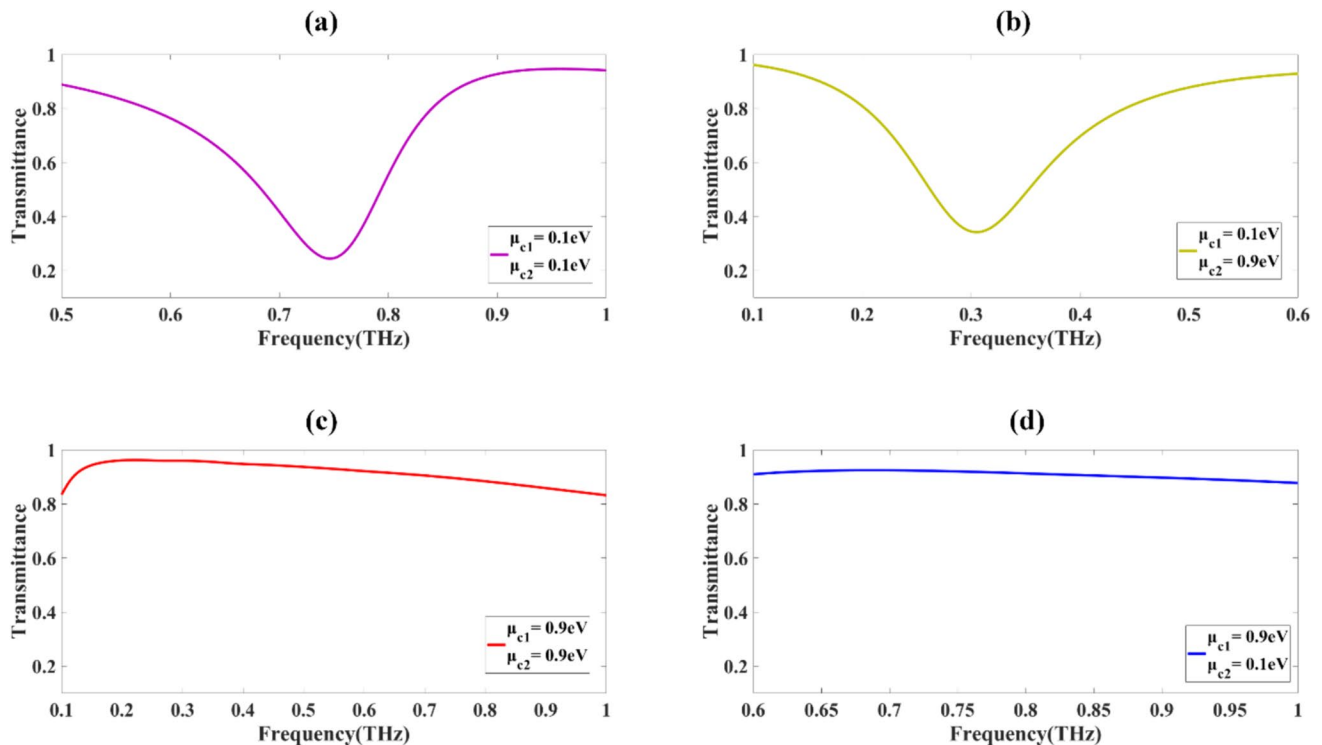 (a)
1
0.8
0.6
0.4
0.2
Transmittance
μc1 = 0.1eV
μc2 = 0.1eV
0.5 0.6 0.7 0.8 0.9 1
Frequency(THz)
(b)
1
0.8
0.6
0.4
0.2
Transmittance
μc1 = 0.1eV
μc2 = 0.9eV
0.1 0.2 0.3 0.4 0.5 0.6
Frequency(THz)
(c)
1
0.8
0.6
0.4
0.2
Transmittance
μc1 = 0.9eV
μc2 = 0.9eV
0.1 0.2 0.3 0.4 0.5 0.6 0.7 0.8 0.9 1
Frequency(THz)
(d)
1
0.8
0.6
0.4
0.2
Transmittance
μc1 = 0.9eV
μc2 = 0.1eV
0.6 0.65 0.7 0.75 0.8 0.85 0.9 0.95 1
Frequency(THz)